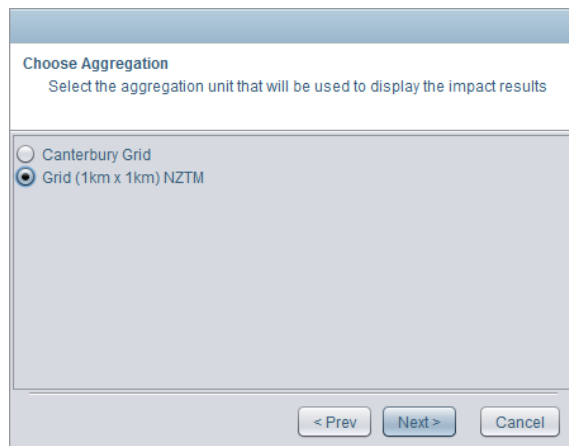 Choose Aggregation
Select the aggregation unit that will be used to display the impact results
Canterbury Grid
Grid (1km x 1km) NZTM
< Prev Next > Cancel